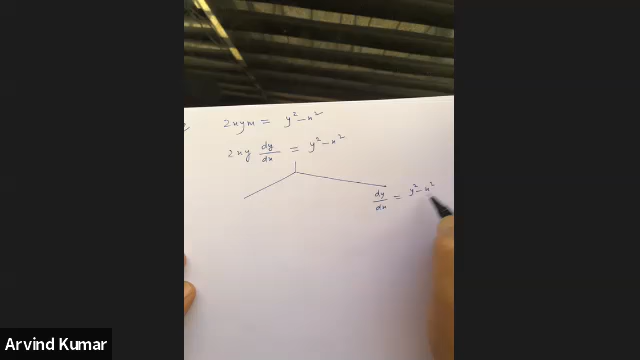 2xym = y² - x²
2xy dy/dx = y² - x²
dy/dx = y² - x²
Arvind Kumar